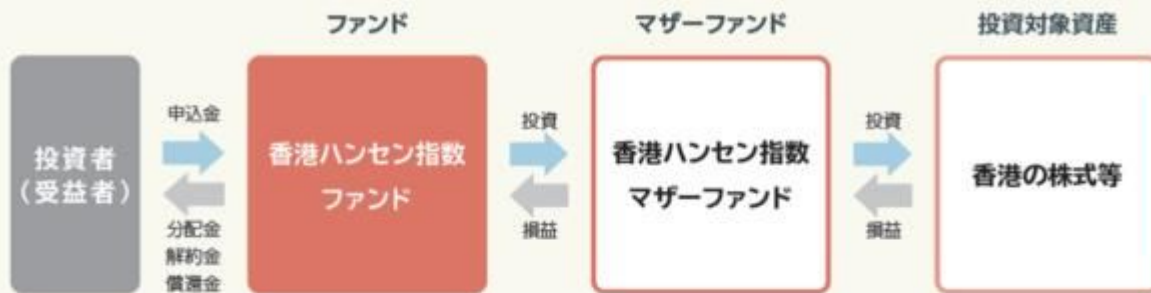 ファンド
マザーファンド
投資対象資産
投資者
(受益者)
申込金
分配金
解約金
償還金
香港ハンセン指数
ファンド
投資
損益
香港ハンセン指数
マザーファンド
投資
損益
香港の株式等